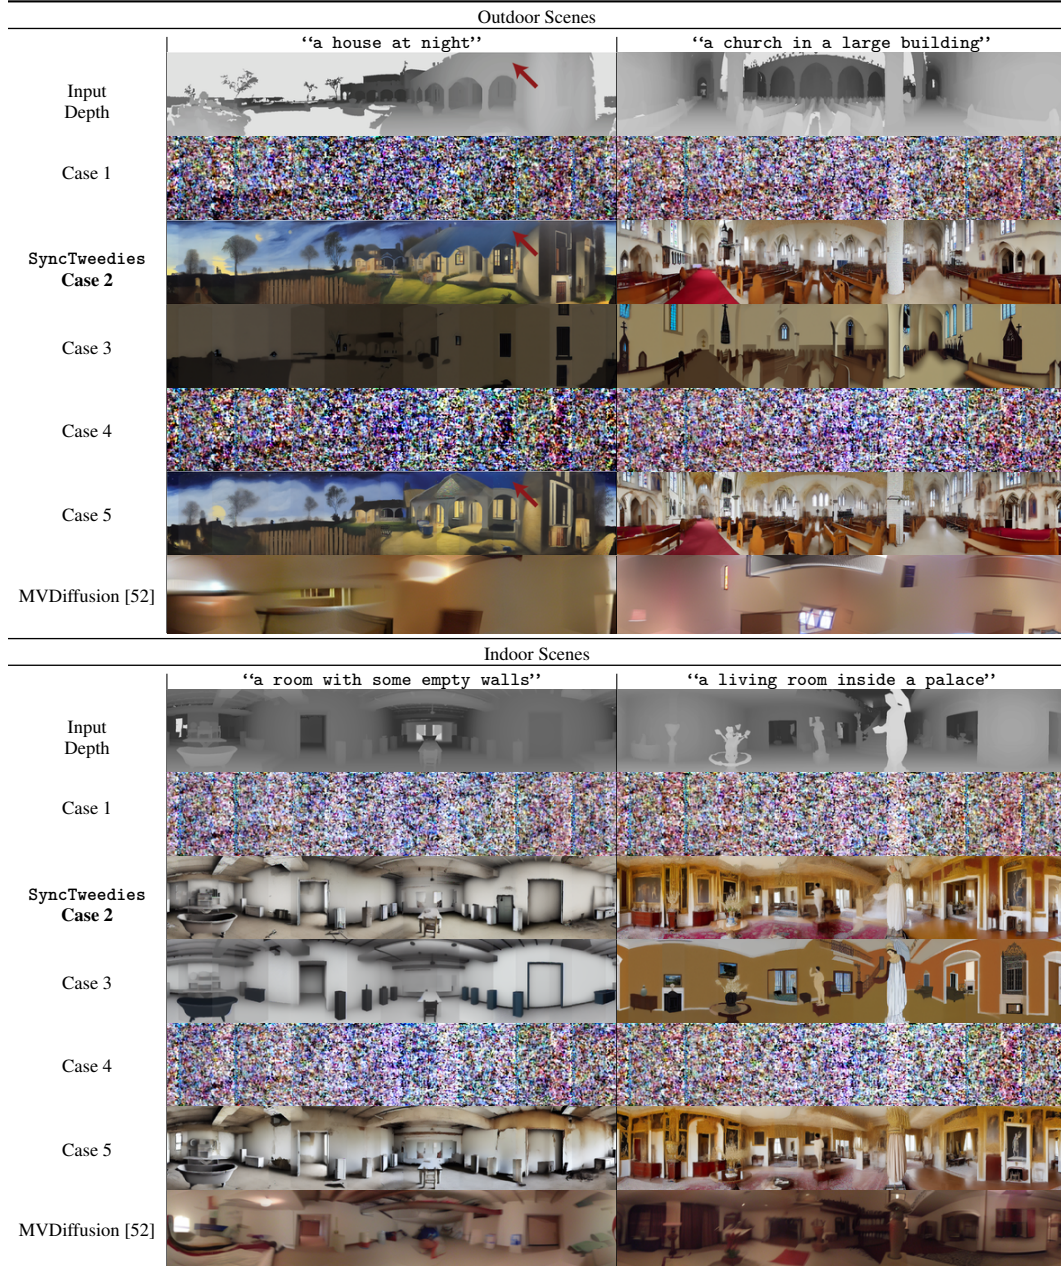 Outdoor Scenes
“a house at night” “a church in a large building”
Input
Depth
Case 1
SyncTweedies
Case 2
Case 3
Case 4
Case 5
MVDiffusion [52]
Indoor Scenes
“a room with some empty walls” “a living room inside a palace”
Input
Depth
Case 1
SyncTweedies
Case 2
Case 3
Case 4
Case 5
MVDiffusion [52]